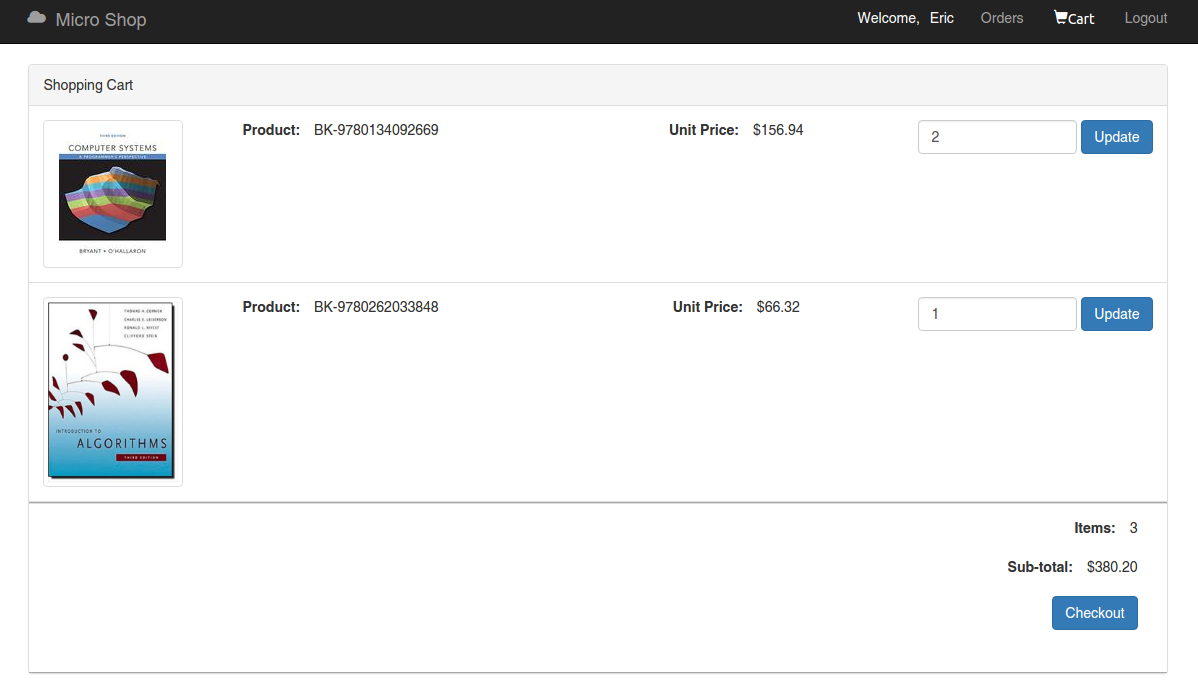 Micro Shop
Welcome, Eric Orders Cart Logout
Shopping Cart
THIRD EDITION
COMPUTER SYSTEMS
A PROGRAMMER'S PERSPECTIVE
BRYANT • O'HALLARON
Product: BK-9780134092669
Unit Price: $156.94
2
Update
THOMAS H. CORMEN
CHARLES E. LEISERSON
RONALD L. RIVEST
CLIFFORD STEIN
INTRODUCTION TO
ALGORITHMS
THIRD EDITION
Product: BK-9780262033848
Unit Price: $66.32
1
Update
Items: 3
Sub-total: $380.20
Checkout